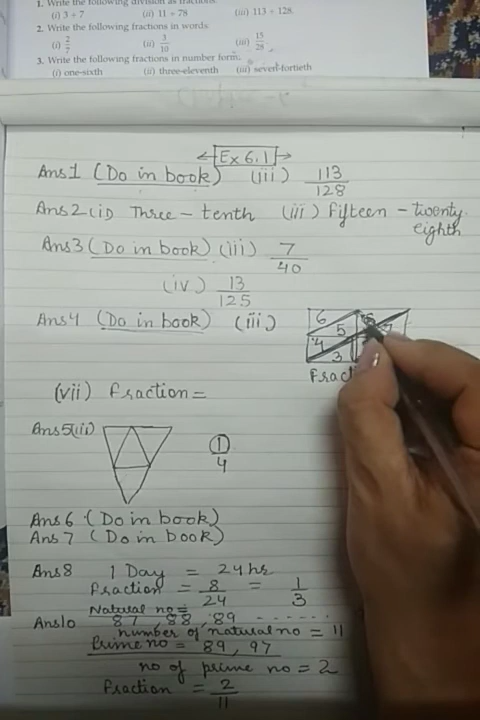 1. Write the following division as fractions.
(i) 3 ÷ 7 (ii) 11 ÷ 78 (iii) 113 ÷ 128
2. Write the following fractions in words.
(i) 2/7 (ii) 3/10 (iii) 15/28
3. Write the following fractions in number form.
(i) one-sixth (ii) three-eleventh (iii) seven-fortieth
Ex 6.1
Ans1 (Do in book) (iii) 113/128
Ans2 (ii) Three - tenth (iii) fifteen - twenty
eighth
Ans3 (Do in book) (iii) 7/40
(iv) 13/125
Ans4 (Do in book) (iii)
6 5 4 3
Fract
(vii) Fraction =
Ans5(ii) 1/4
Ans6 (Do in book)
Ans7 (Do in book)
Ans8 1 Day = 24hr
Fraction = 8/24 = 1/3
Natural no =
Ans10 87, 88, 89 ......
number of natural no = 11
Prime no = 89, 97
no of prime no = 2
Fraction = 2/11